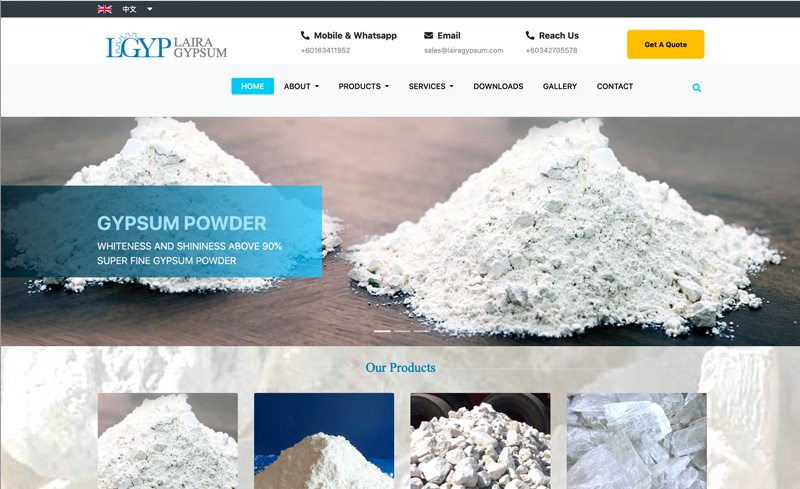 中文
LGYP LAIRA
GYPSUM
Mobile & Whatsapp
+60163411952
Email
sales@lairagypsum.com
Reach Us
+60342705578
Get A Quote
HOME ABOUT PRODUCTS SERVICES DOWNLOADS GALLERY CONTACT
GYPSUM POWDER
WHITENESS AND SHININESS ABOVE 90%
SUPER FINE GYPSUM POWDER
Our Products